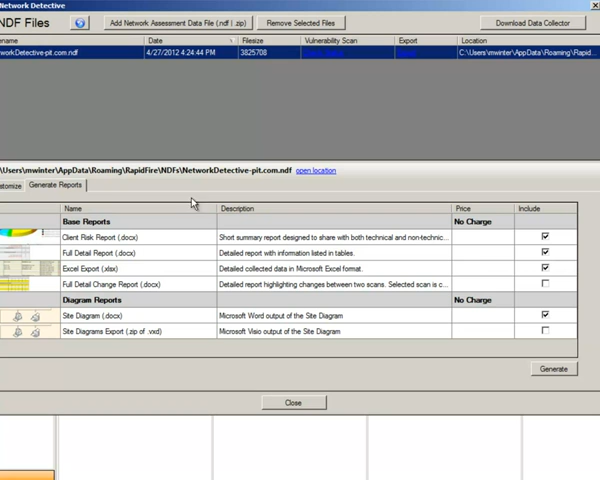 Network Detective
NDF Files
Add Network Assessment Data File (.ndf | .zip)
Remove Selected Files
Download Data Collector
ename
Date
Filesize
Vulnerability Scan
Export
Location
workDetective-pit.com.ndf
4/27/2012 4:24:44 PM
3825708
C:\Users\mwinter\AppData\Roaming\Rapid...
\Users\mwinter\AppData\Roaming\RapidFire\NDFs\NetworkDetective-pit.com.ndf open location
stomize
Generate Reports
Name
Description
Price
Include
Base Reports
No Charge
Client Risk Report (.docx)
Short summary report designed to share with both technical and non-technic...
Full Detail Report (.docx)
Detailed report with information listed in tables.
Excel Export (.xlsx)
Detailed collected data in Microsoft Excel format.
Full Detail Change Report (.docx)
Detailed report highlighting changes between two scans. Selected scan is c...
Diagram Reports
No Charge
Site Diagram (.docx)
Microsoft Word output of the Site Diagram
Site Diagrams Export (.zip of .vxd)
Microsoft Visio output of the Site Diagram
Generate
Close